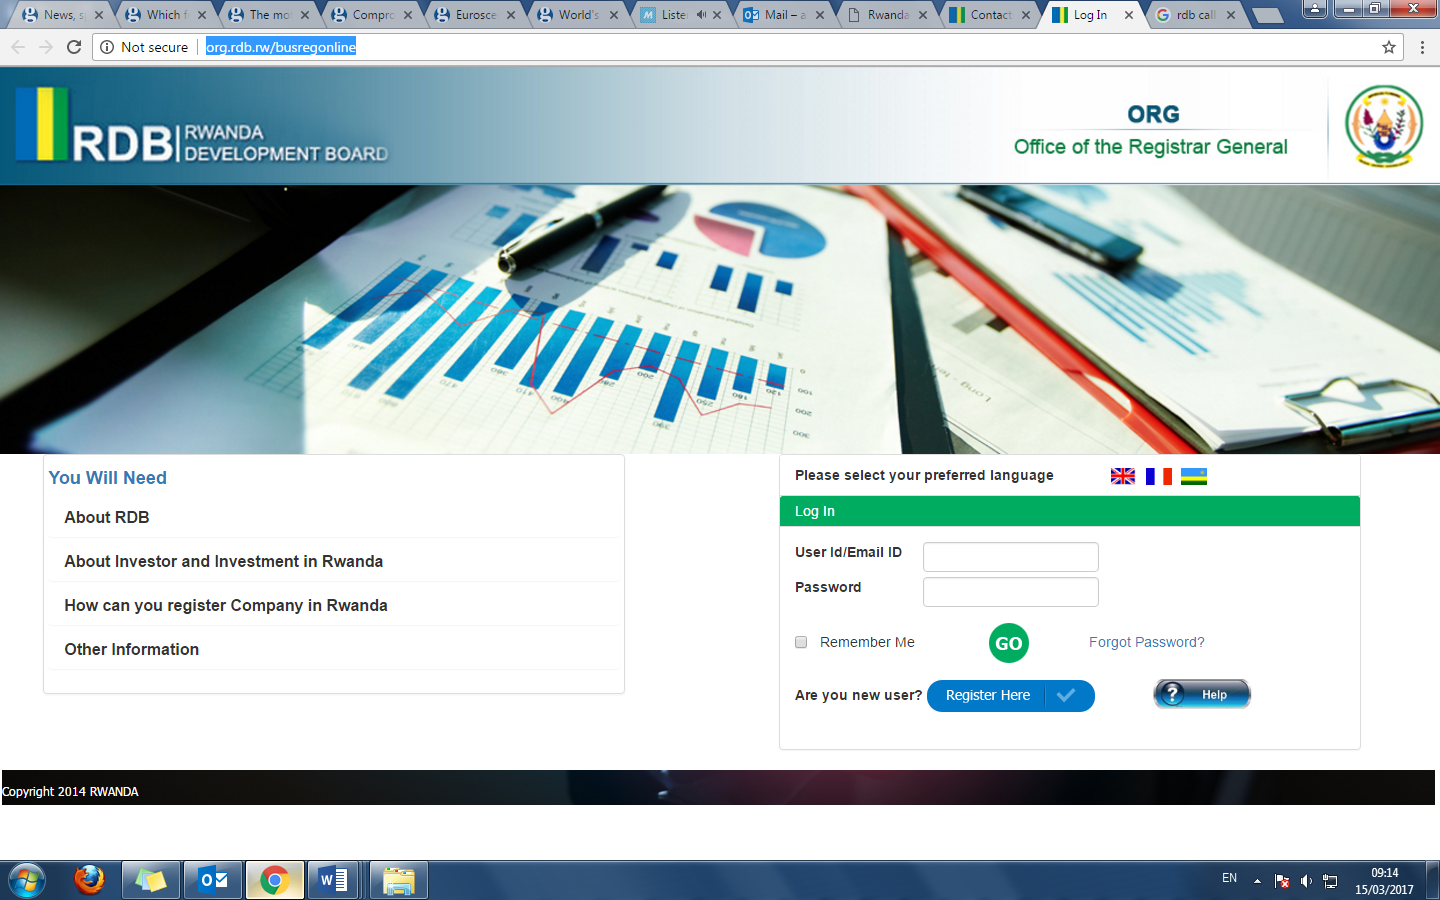 News, s
Which f
The mo
Compro
Eurosce
World's
Liste
Mail – a
Rwanda
Contact
Log In
rdb call
Not secure
org.rdb.rw/busregonline
RDB
RWANDA
DEVELOPMENT BOARD
ORG
Office of the Registrar General
You Will Need
About RDB
About Investor and Investment in Rwanda
How can you register Company in Rwanda
Other Information
Please select your preferred language
Log In
User Id/Email ID
Password
Remember Me
GO
Forgot Password?
Are you new user?
Register Here
Help
Copyright 2014 RWANDA
EN
09:14
15/03/2017